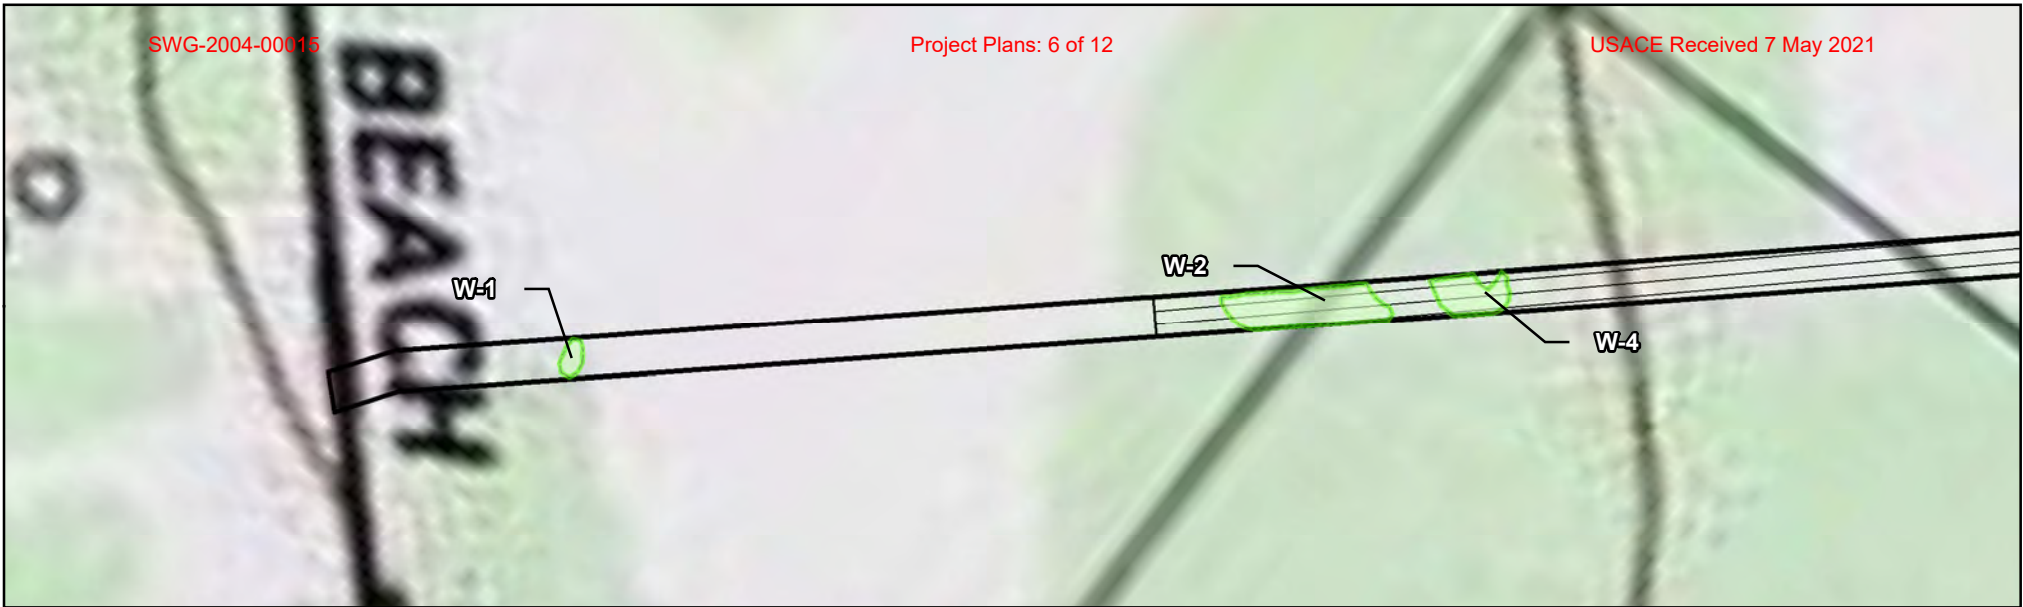 SWG-2004-00015
Project Plans: 6 of 12
USACE Received 7 May 2021
BEACH
W-1
W-2
W-4